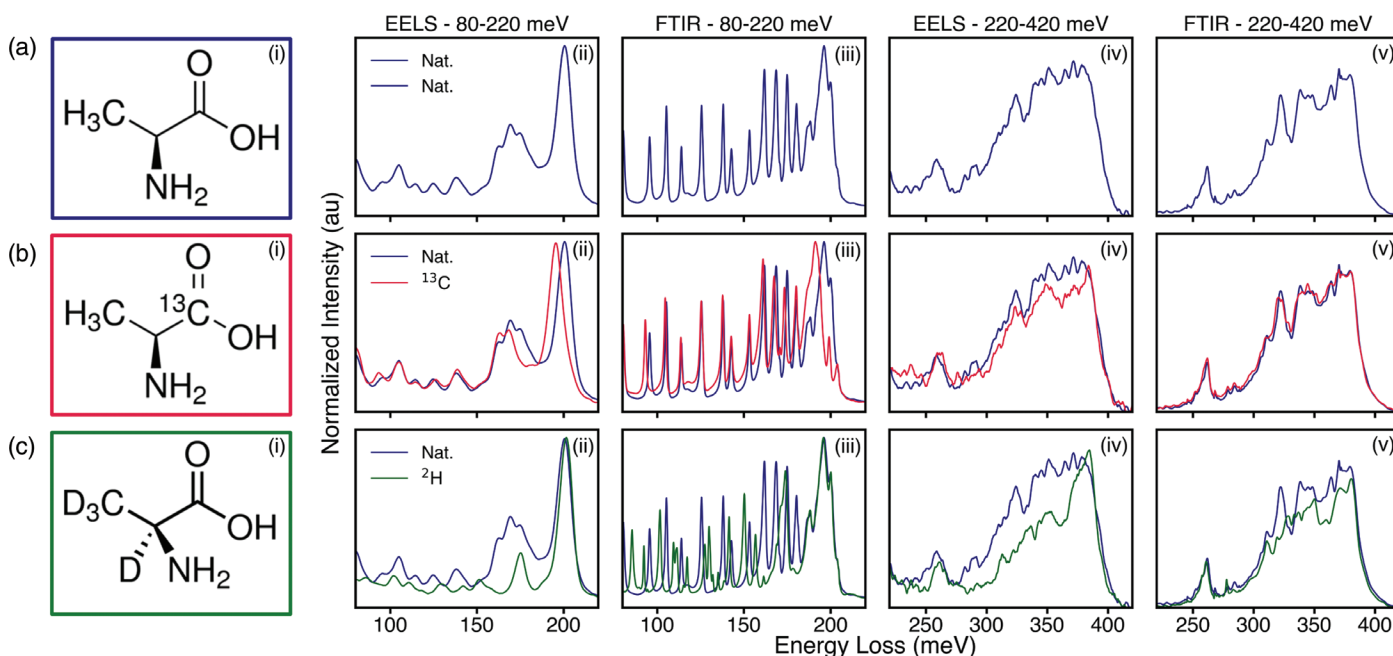 EELS - 80-220 meV
FTIR - 80-220 meV
EELS - 220-420 meV
FTIR - 220-420 meV
(a)
(i)
O
H₃C
OH
NH₂
(ii)
Nat.
Nat.
(iii)
(iv)
(v)
(b)
(i)
O
¹³C
H₃C
OH
NH₂
(ii)
Nat.
¹³C
(iii)
(iv)
(v)
(c)
(i)
O
D₃C
OH
D
NH₂
(ii)
Nat.
²H
(iii)
(iv)
(v)
Normalized Intensity (au)
100 150 200
100 150 200
250 300 350 400
250 300 350 400
Energy Loss (meV)